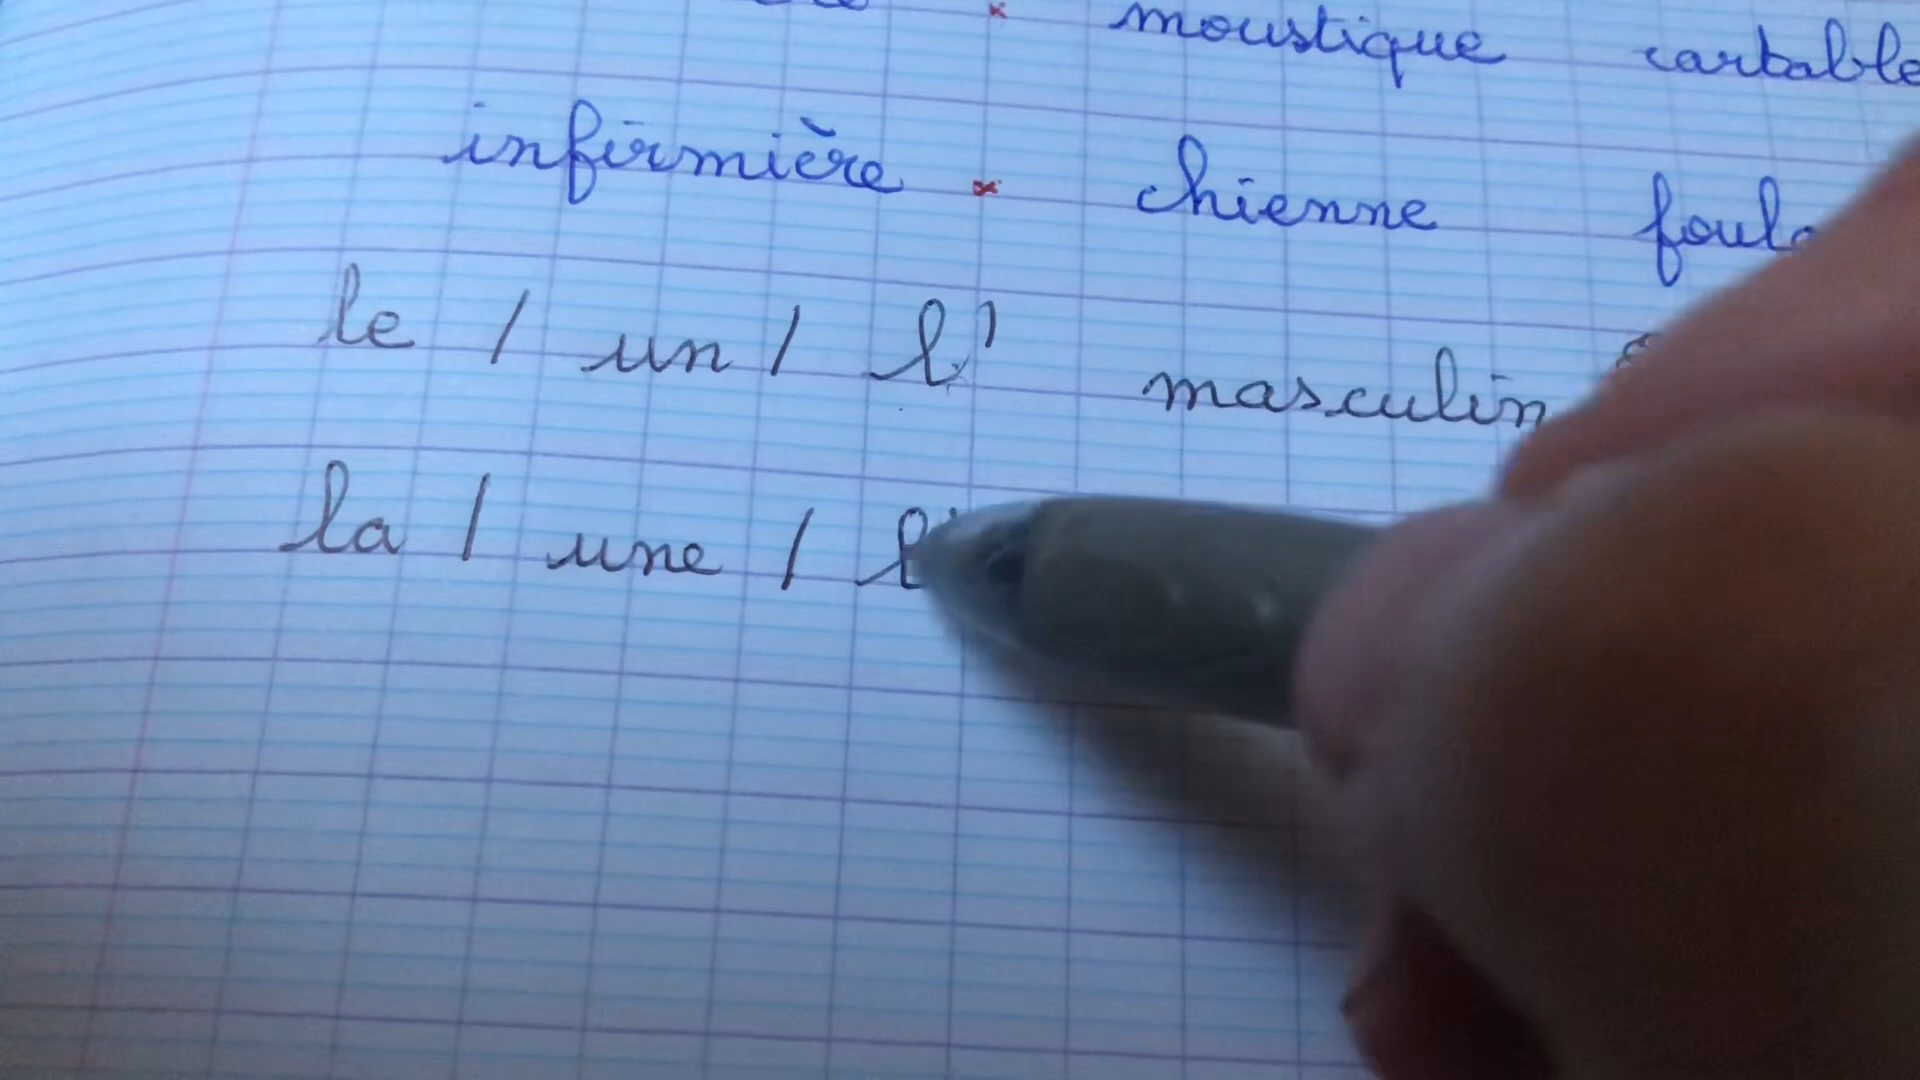 moustique cartable
infirmière chienne
le / un / l' masculin
la / une / l'